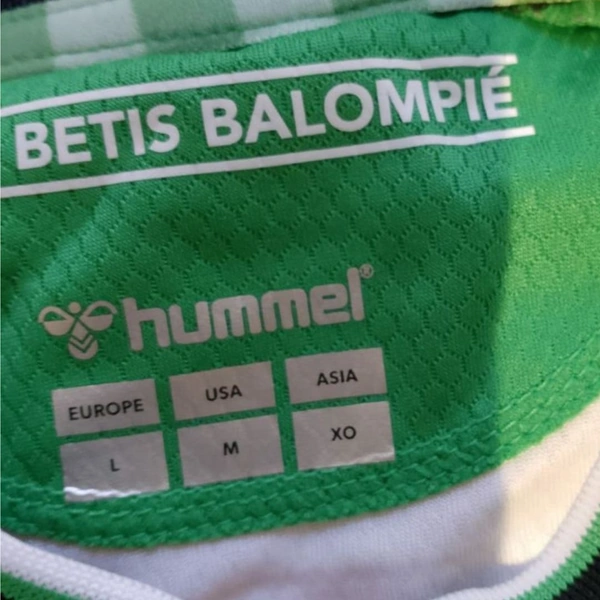 BETIS BALOMPIÉ
hummel®
EUROPE USA ASIA
L M XO